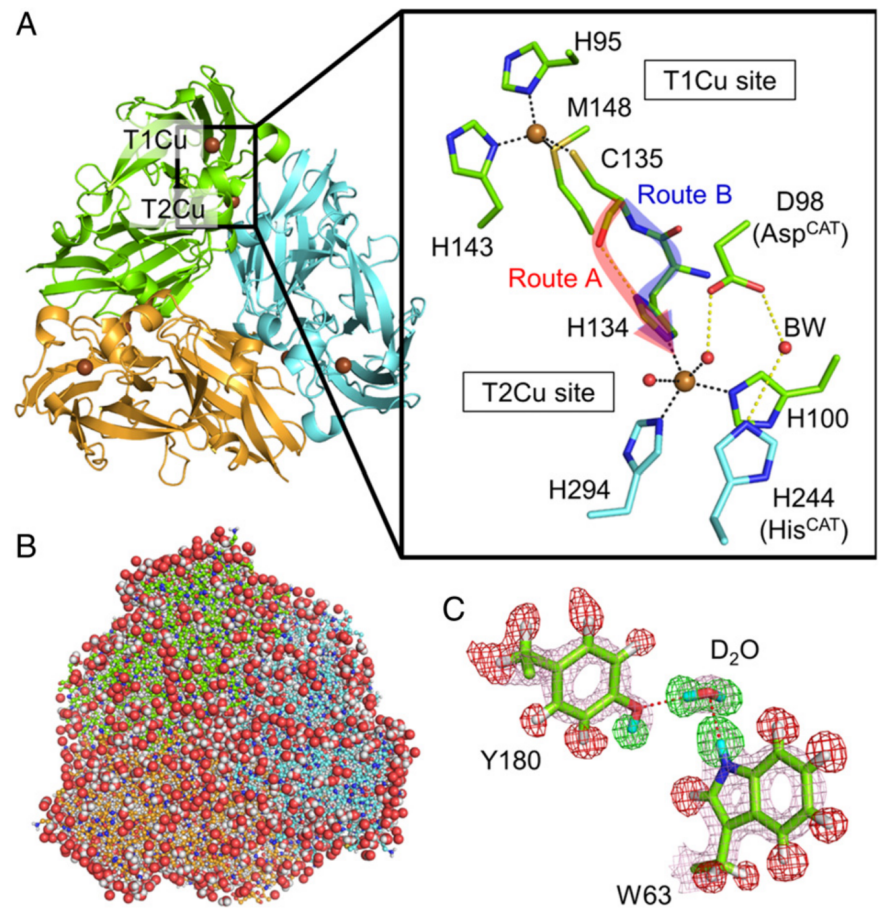 A
T1Cu
T2Cu
H95
T1Cu site
M148
C135
Route B
D98
(Asp^CAT)
H143
Route A
H134
BW
T2Cu site
H100
H294
H244
(His^CAT)
B
C
D₂O
Y180
W63